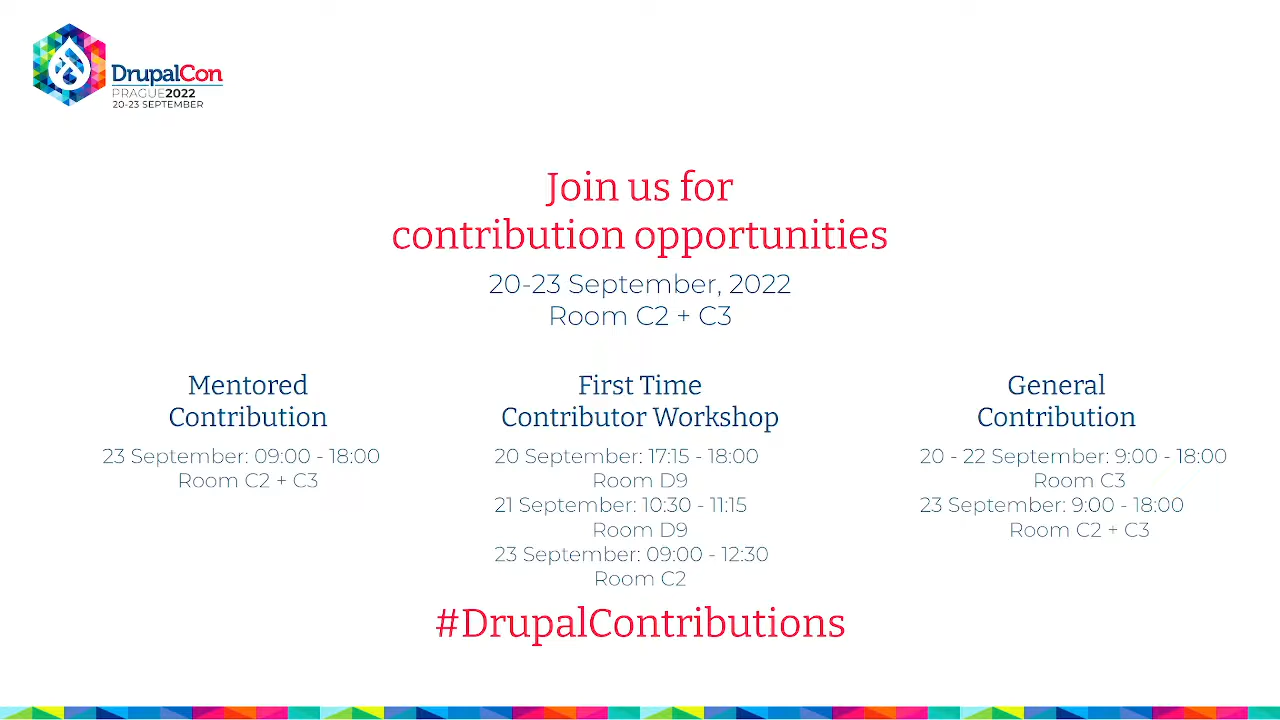 DrupalCon
PRAGUE2022
20-23 SEPTEMBER
Join us for
contribution opportunities
20-23 September, 2022
Room C2 + C3
Mentored
Contribution
23 September: 09:00 - 18:00
Room C2 + C3
First Time
Contributor Workshop
20 September: 17:15 - 18:00
Room D9
21 September: 10:30 - 11:15
Room D9
23 September: 09:00 - 12:30
Room C2
General
Contribution
20 - 22 September: 9:00 - 18:00
Room C3
23 September: 9:00 - 18:00
Room C2 + C3
#DrupalContributions